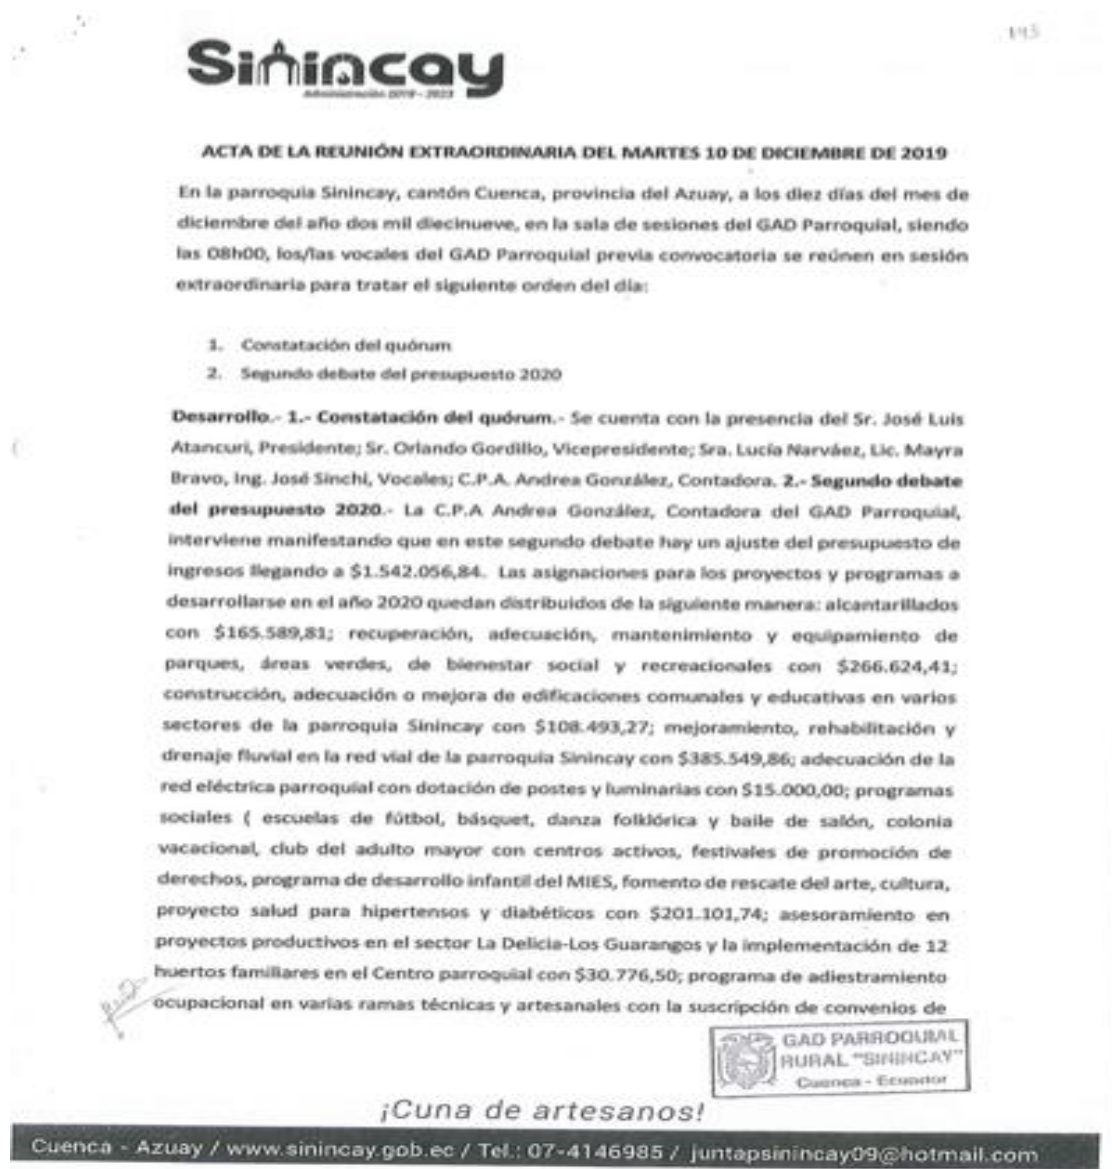 145
Sinincay
Administración 2019 - 2023
ACTA DE LA REUNIÓN EXTRAORDINARIA DEL MARTES 10 DE DICIEMBRE DE 2019
En la parroquia Sinincay, cantón Cuenca, provincia del Azuay, a los diez días del mes de
diciembre del año dos mil diecinueve, en la sala de sesiones del GAD Parroquial, siendo
las 08h00, los/las vocales del GAD Parroquial previa convocatoria se reúnen en sesión
extraordinaria para tratar el siguiente orden del día:
1. Constatación del quórum
2. Segundo debate del presupuesto 2020
Desarrollo.- 1.- Constatación del quórum.- Se cuenta con la presencia del Sr. José Luis
Atancuri, Presidente; Sr. Orlando Gordillo, Vicepresidente; Sra. Lucía Narváez, Lic. Mayra
Bravo, Ing. José Sinchi, Vocales; C.P.A. Andrea González, Contadora. 2.- Segundo debate
del presupuesto 2020.- La C.P.A Andrea González, Contadora del GAD Parroquial,
interviene manifestando que en este segundo debate hay un ajuste del presupuesto de
ingresos llegando a $1.542.056,84. Las asignaciones para los proyectos y programas a
desarrollarse en el año 2020 quedan distribuidos de la siguiente manera: alcantarillados
con $165.589,81; recuperación, adecuación, mantenimiento y equipamiento de
parques, áreas verdes, de bienestar social y recreacionales con $266.624,41;
construcción, adecuación o mejora de edificaciones comunales y educativas en varios
sectores de la parroquia Sinincay con $108.493,27; mejoramiento, rehabilitación y
drenaje fluvial en la red vial de la parroquia Sinincay con $385.549,86; adecuación de la
red eléctrica parroquial con dotación de postes y luminarias con $15.000,00; programas
sociales ( escuelas de fútbol, básquet, danza folklórica y baile de salón, colonia
vacacional, club del adulto mayor con centros activos, festivales de promoción de
derechos, programa de desarrollo infantil del MIES, fomento de rescate del arte, cultura,
proyecto salud para hipertensos y diabéticos con $201.101,74; asesoramiento en
proyectos productivos en el sector La Delicia-Los Guarangos y la implementación de 12
huertos familiares en el Centro parroquial con $30.776,50; programa de adiestramiento
ocupacional en varias ramas técnicas y artesanales con la suscripción de convenios de
GAD PARROQUIAL
RURAL "SININCAY"
Cuenca - Ecuador
¡Cuna de artesanos!
Cuenca - Azuay / www.sinincay.gob.ec / Tel.: 07-4146985 / juntapsinincay09@hotmail.com